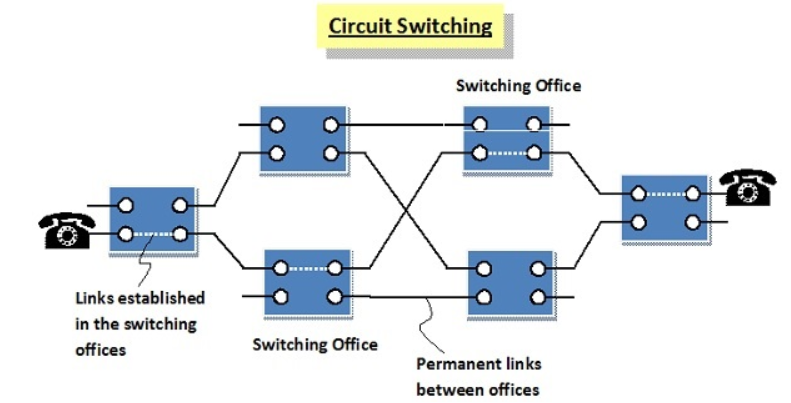 Circuit Switching
Switching Office
Links established
in the switching
offices
Switching Office
Permanent links
between offices